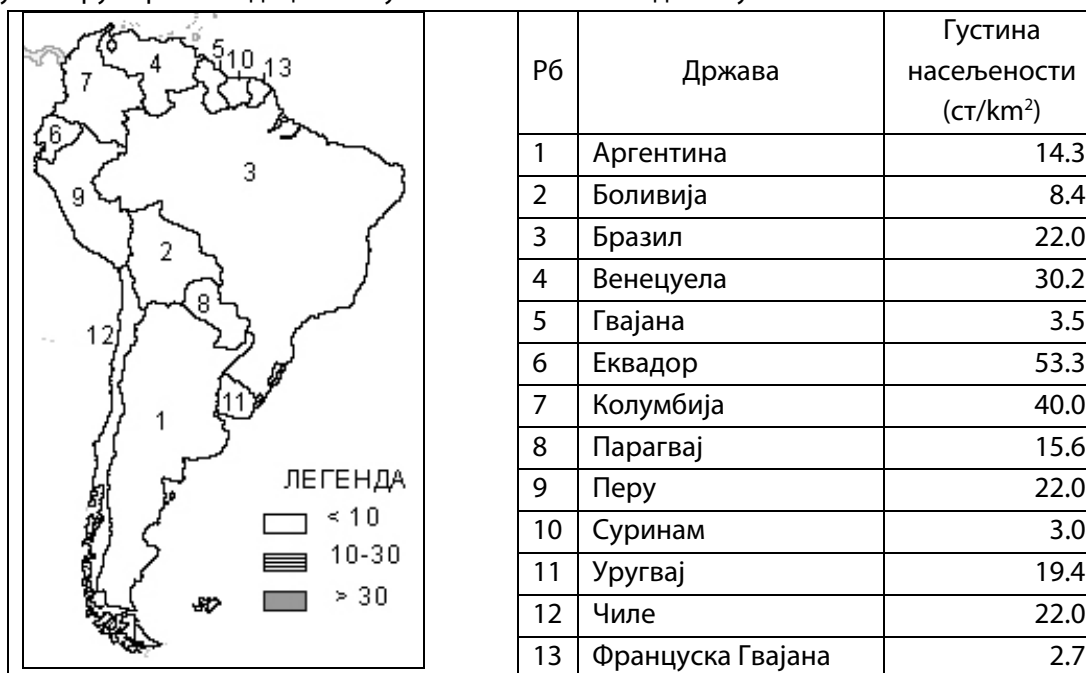 5 10 13
4
7
6
3
9
2
8
12
11
1
ЛЕГЕНДА
< 10
10-30
> 30
Рб Држава Густина насељености (ст/km²)
1 Аргентина 14.3
2 Боливија 8.4
3 Бразил 22.0
4 Венецуела 30.2
5 Гвајана 3.5
6 Еквадор 53.3
7 Колумбија 40.0
8 Парагвај 15.6
9 Перу 22.0
10 Суринам 3.0
11 Уругвај 19.4
12 Чиле 22.0
13 Француска Гвајана 2.7